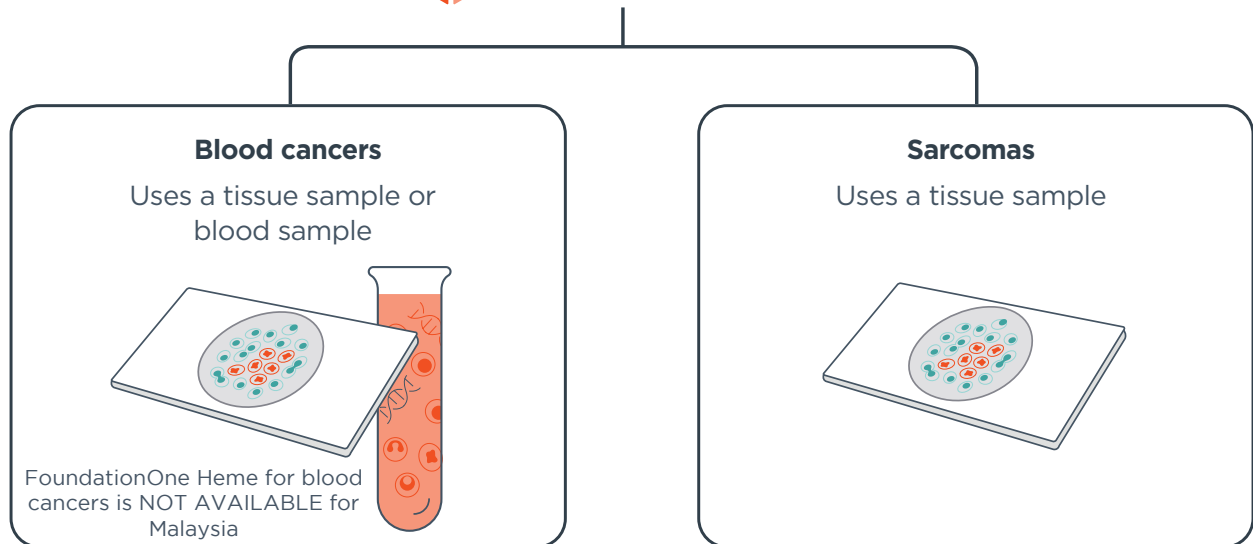 Blood cancers
Uses a tissue sample or
blood sample
FoundationOne Heme for blood
cancers is NOT AVAILABLE for
Malaysia
Sarcomas
Uses a tissue sample